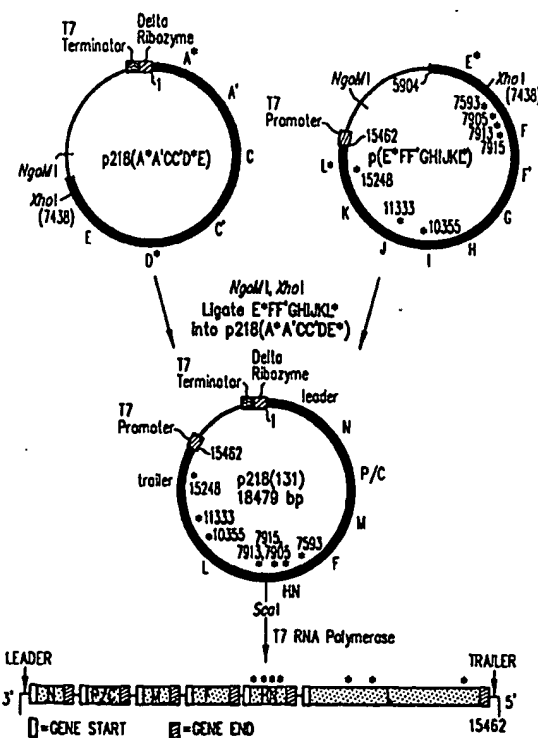 T7
Terminator
Delta
Ribozyme
1
A*
A'
C
C'
D*
E
NgoMI
XhoI
(7438)
p218(A*A'CC'D*E)
E*
5904
NgoMI
XhoI
(7438)
7593
7905
7913
7915
F
F'
G
H
I
J
K
L*
T7
Promoter
15462
15248
11333
10355
p(E*FF'GHIJKL*)
NgoMI, XhoI
Ligate E*FF'GHIJKL*
into p218(A*A'CC'DE*)
T7
Terminator
Delta
Ribozyme
1
leader
N
P/C
M
F
HN
L
trailer
T7
Promoter
15462
15248
11333
10355
7915,
7913,
7905
7593
p218(131)
18479 bp
ScaI
T7 RNA Polymerase
LEADER
TRAILER
3'
N
P/C
M
F
HN
L
5'
15462
=GENE START
=GENE END